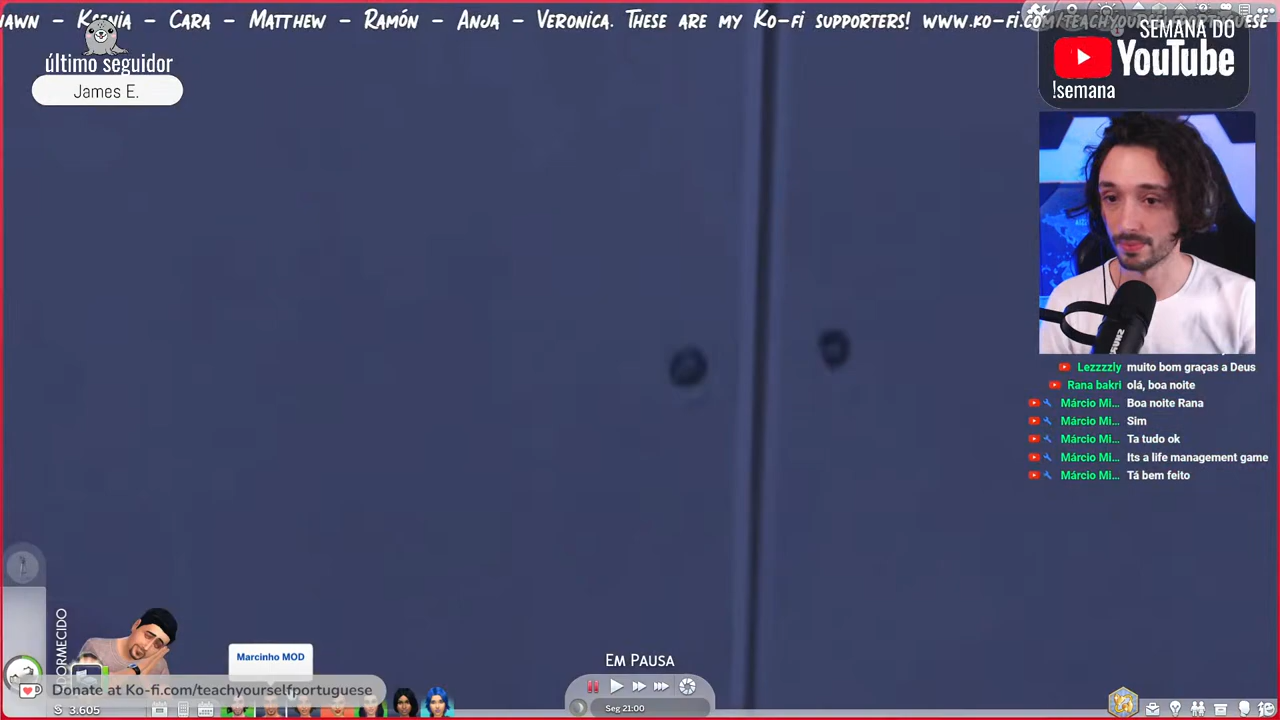 HAWN – KSENIA – CARA – MATTHEW – RAMÓN – ANJA – VERONICA. THESE ARE MY KO-FI SUPPORTERS! WWW.KO-FI.COM/TEACHYOURSELFPORTUGUESE
último seguidor
James E.
SEMANA DO
YouTube
!semana
Lezzzzly muito bom graças a Deus
Rana bakri olá, boa noite
Márcio Mi... Boa noite Rana
Márcio Mi... Sim
Márcio Mi... Ta tudo ok
Márcio Mi... Its a life management game
Márcio Mi... Tá bem feito
DORMECIDO
Marcinho MOD
Donate at Ko-fi.com/teachyourselfportuguese
§ 3.605
EM PAUSA
Seg 21:00